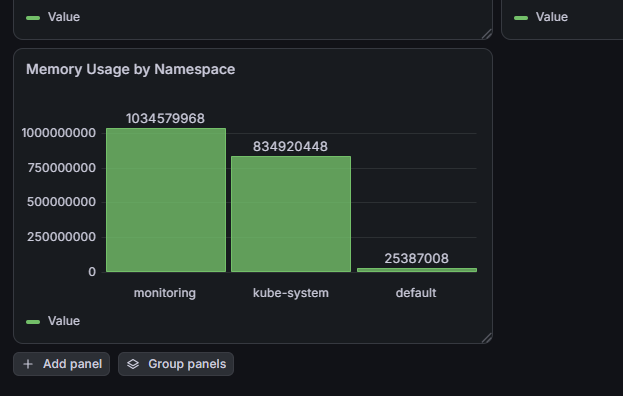 Value
Value
Memory Usage by Namespace
1034579968
1000000000
834920448
750000000
500000000
250000000
25387008
0
monitoring kube-system default
Value
Add panel Group panels